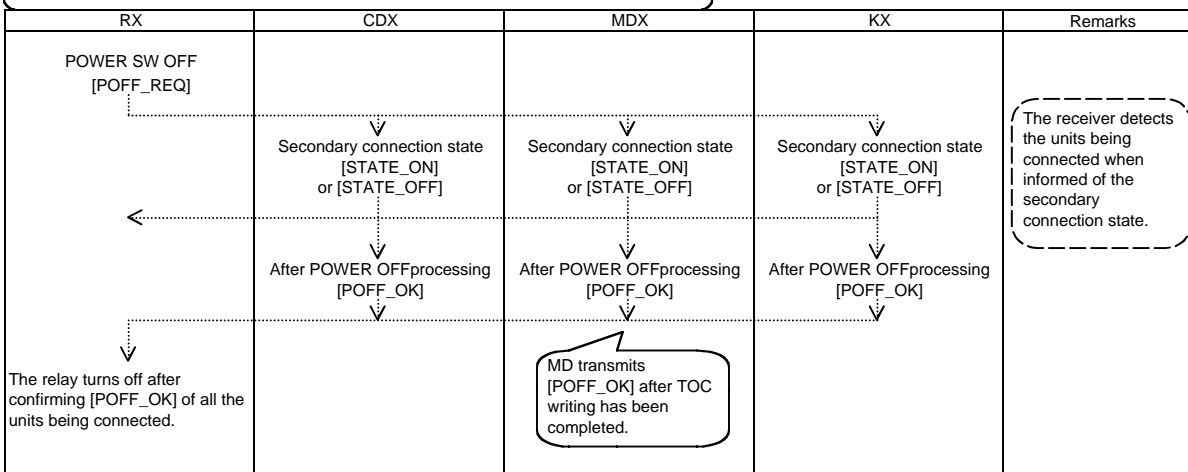 RX CDX MDX KX Remarks
POWER SW OFF
[POFF_REQ]
Secondary connection state
[STATE_ON]
or [STATE_OFF]
Secondary connection state
[STATE_ON]
or [STATE_OFF]
Secondary connection state
[STATE_ON]
or [STATE_OFF]
The receiver detects
the units being
connected when
informed of the
secondary
connection state.
After POWER OFFprocessing
[POFF_OK]
After POWER OFFprocessing
[POFF_OK]
After POWER OFFprocessing
[POFF_OK]
The relay turns off after
confirming [POFF_OK] of all the
units being connected.
MD transmits
[POFF_OK] after TOC
writing has been
completed.